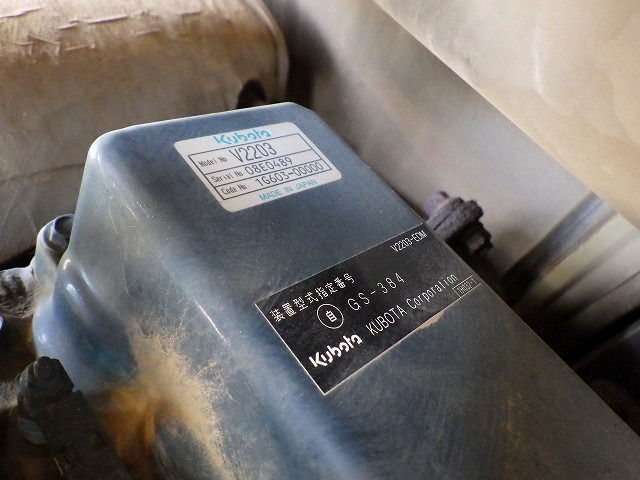 Kubota
Model No V2203
Serial No 08E0489
Code No 1G603-00000
MADE IN JAPAN
V2203-EDM
装置型式指定番号
自 GS-384
Kubota KUBOTA Corporation